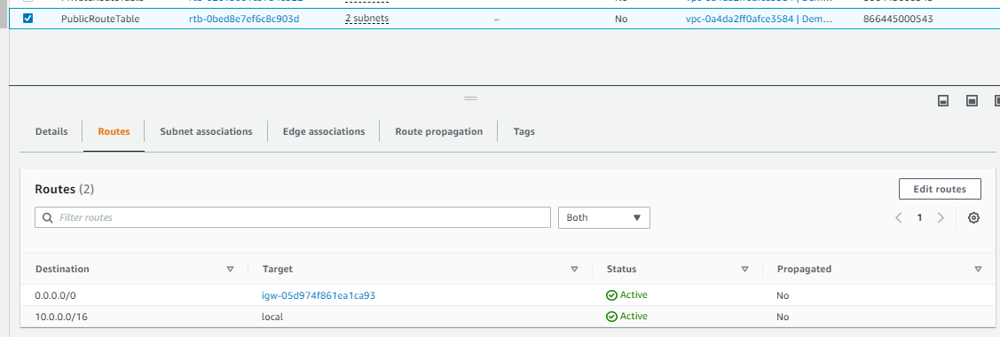 PublicRouteTable rtb-0bed8e7ef6c8c903d 2 subnets – No vpc-0a4da2ff0afce3584 | Dem… 866445000543
Details Routes Subnet associations Edge associations Route propagation Tags
Routes (2) Edit routes
Filter routes Both 1
Destination Target Status Propagated
0.0.0.0/0 igw-05d974f861ea1ca93 Active No
10.0.0.0/16 local Active No